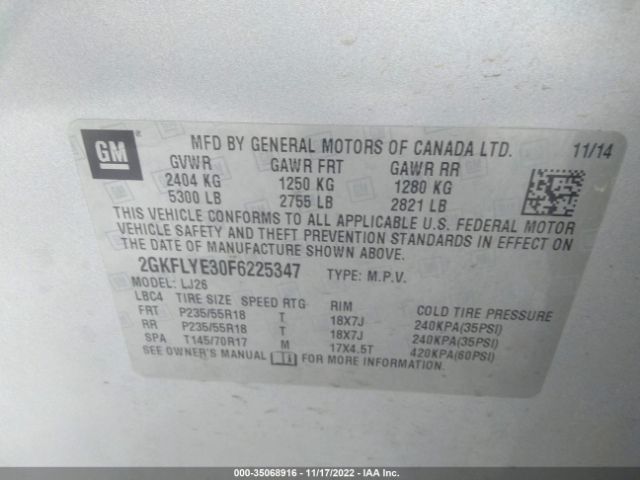 GM
MFD BY GENERAL MOTORS OF CANADA LTD. 11/14
GVWR GAWR FRT GAWR RR
2404 KG 1250 KG 1280 KG
5300 LB 2755 LB 2821 LB
THIS VEHICLE CONFORMS TO ALL APPLICABLE U.S. FEDERAL MOTOR
VEHICLE SAFETY AND THEFT PREVENTION STANDARDS IN EFFECT ON
THE DATE OF MANUFACTURE SHOWN ABOVE.
2GKFLYE30F6225347 TYPE: M.P.V.
MODEL: LJ26
LBC4 TIRE SIZE SPEED RTG RIM COLD TIRE PRESSURE
FRT P235/55R18 T 18X7J 240KPA(35PSI)
RR P235/55R18 T 18X7J 240KPA(35PSI)
SPA T145/70R17 M 17X4.5T 420KPA(60PSI)
SEE OWNER'S MANUAL FOR MORE INFORMATION.
000-35068916 - 11/17/2022 - IAA Inc.